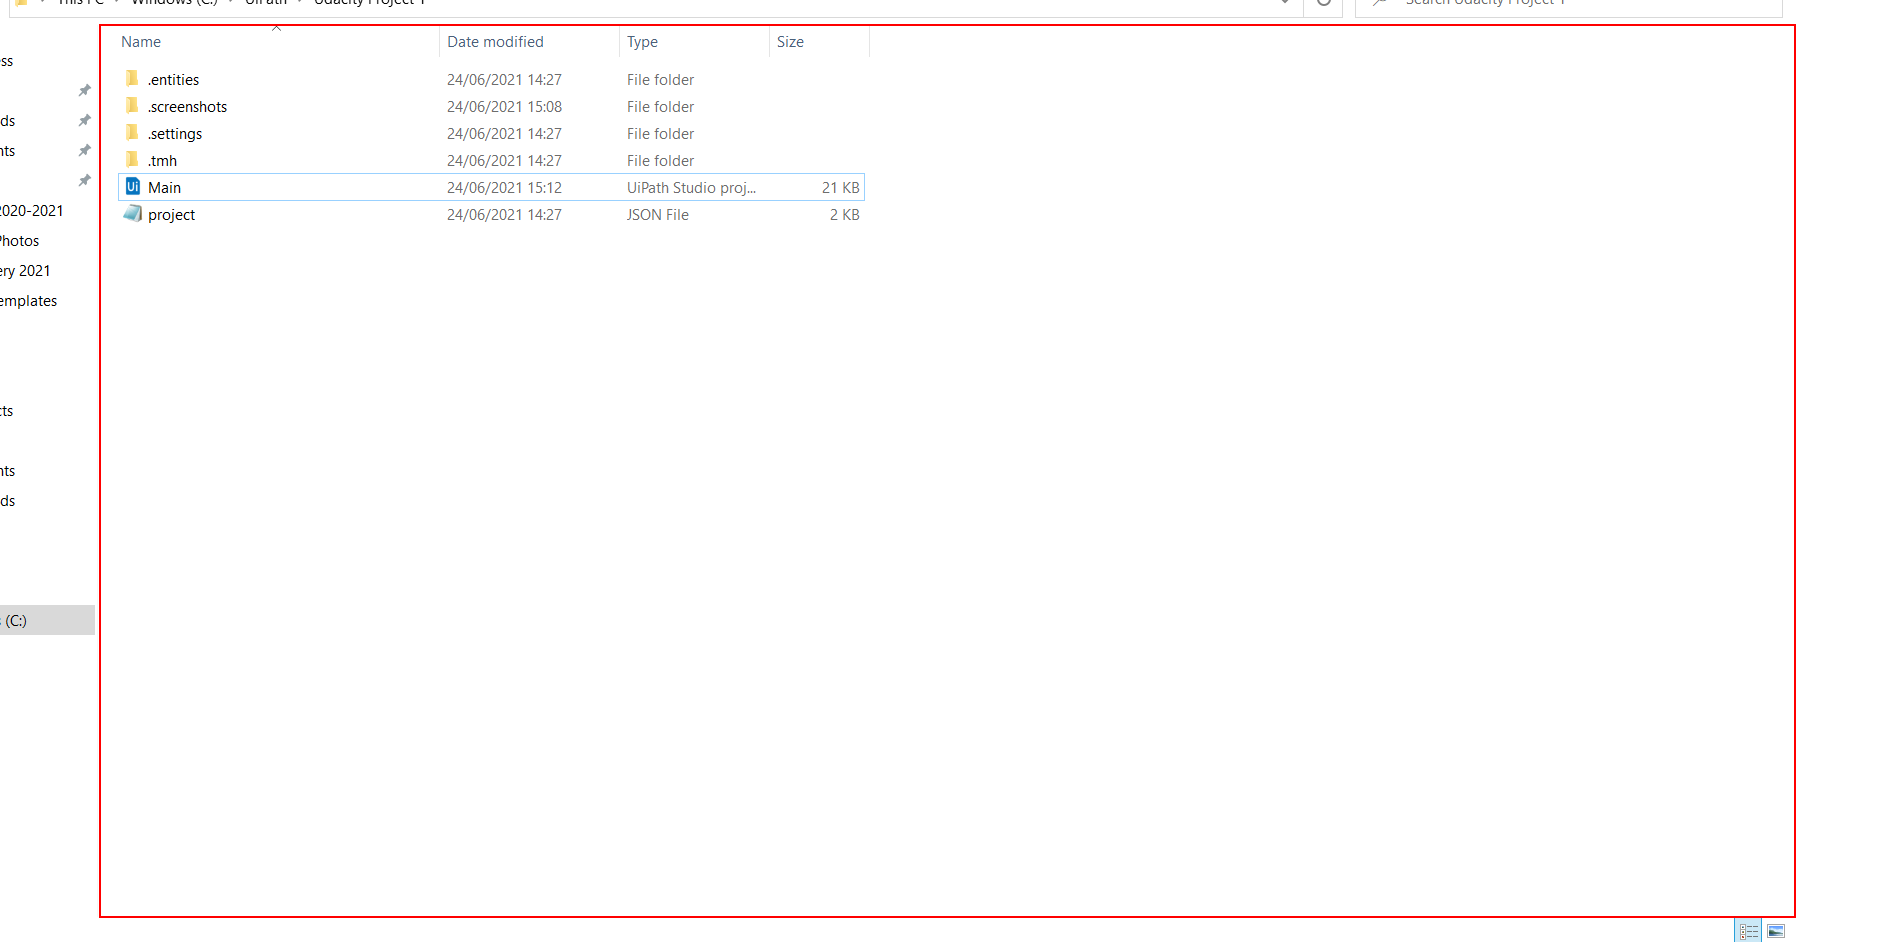 This PC Windows (C:) UiPath Udacity Project 1
Search Udacity Project 1
Name Date modified Type Size
.entities 24/06/2021 14:27 File folder
.screenshots 24/06/2021 15:08 File folder
.settings 24/06/2021 14:27 File folder
.tmh 24/06/2021 14:27 File folder
Main 24/06/2021 15:12 UiPath Studio proj... 21 KB
project 24/06/2021 14:27 JSON File 2 KB
ss
ds
nts
2020-2021
Photos
ery 2021
emplates
cts
nts
ds
s (C:)